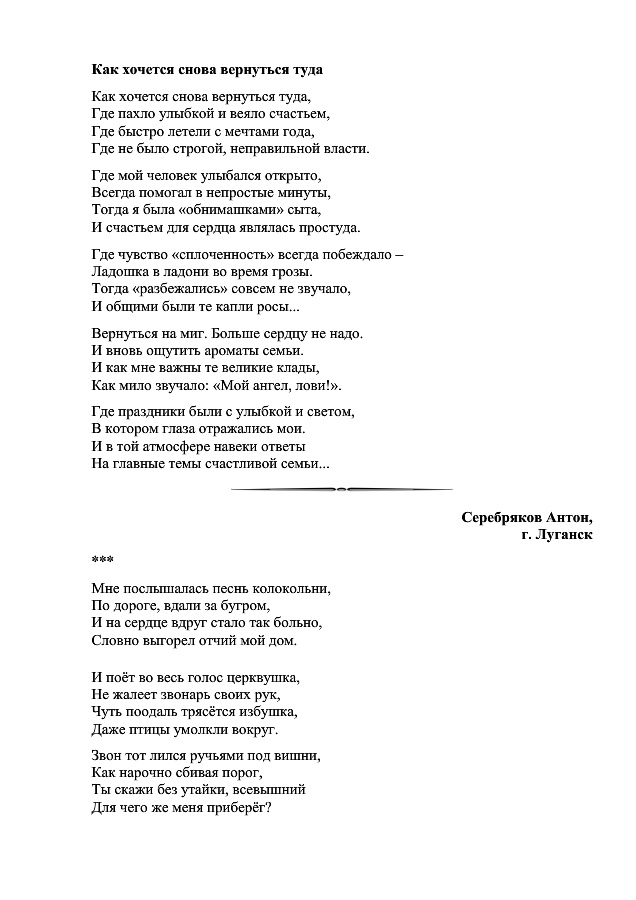 Как хочется снова вернуться туда
Как хочется снова вернуться туда,
Где пахло улыбкой и веяло счастьем,
Где быстро летели с мечтами года,
Где не было строгой, неправильной власти.
Где мой человек улыбался открыто,
Всегда помогал в непростые минуты,
Тогда я была «обнимашками» сыта,
И счастьем для сердца являлась простуда.
Где чувство «сплоченность» всегда побеждало –
Ладошка в ладони во время грозы.
Тогда «разбежались» совсем не звучало,
И общими были те капли росы...
Вернуться на миг. Больше сердцу не надо.
И вновь ощутить ароматы семьи.
И как мне важны те великие клады,
Как мило звучало: «Мой ангел, лови!».
Где праздники были с улыбкой и светом,
В котором глаза отражались мои.
И в той атмосфере навеки ответы
На главные темы счастливой семьи...
Серебряков Антон,
г. Луганск
***
Мне послышалась песнь колокольни,
По дороге, вдали за бугром,
И на сердце вдруг стало так больно,
Словно выгорел отчий мой дом.
И поёт во весь голос церквушка,
Не жалеет звонарь своих рук,
Чуть поодаль трясётся избушка,
Даже птицы умолкли вокруг.
Звон тот лился ручьями под вишни,
Как нарочно сбивая порог,
Ты скажи без утайки, всевышний
Для чего же меня приберёг?